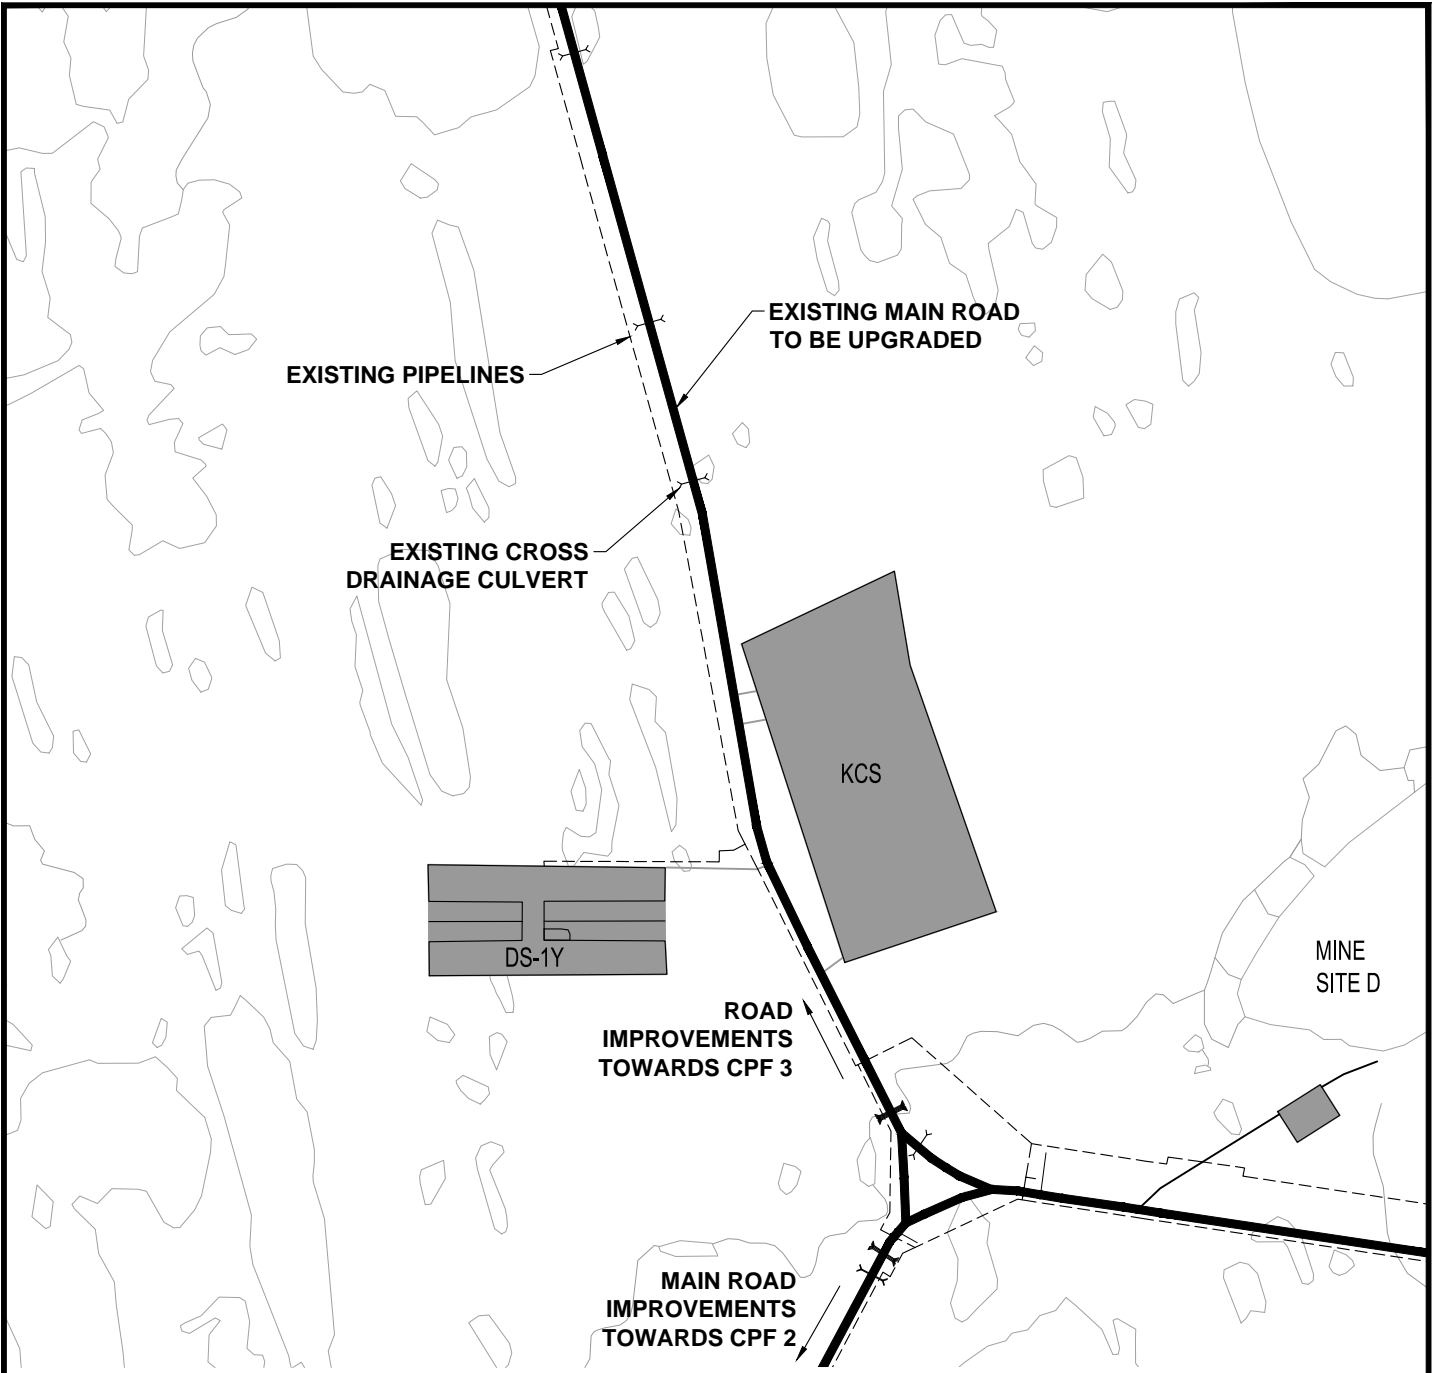 EXISTING MAIN ROAD
TO BE UPGRADED
EXISTING PIPELINES
EXISTING CROSS
DRAINAGE CULVERT
KCS
DS-1Y
MINE
SITE D
ROAD
IMPROVEMENTS
TOWARDS CPF 3
MAIN ROAD
IMPROVEMENTS
TOWARDS CPF 2